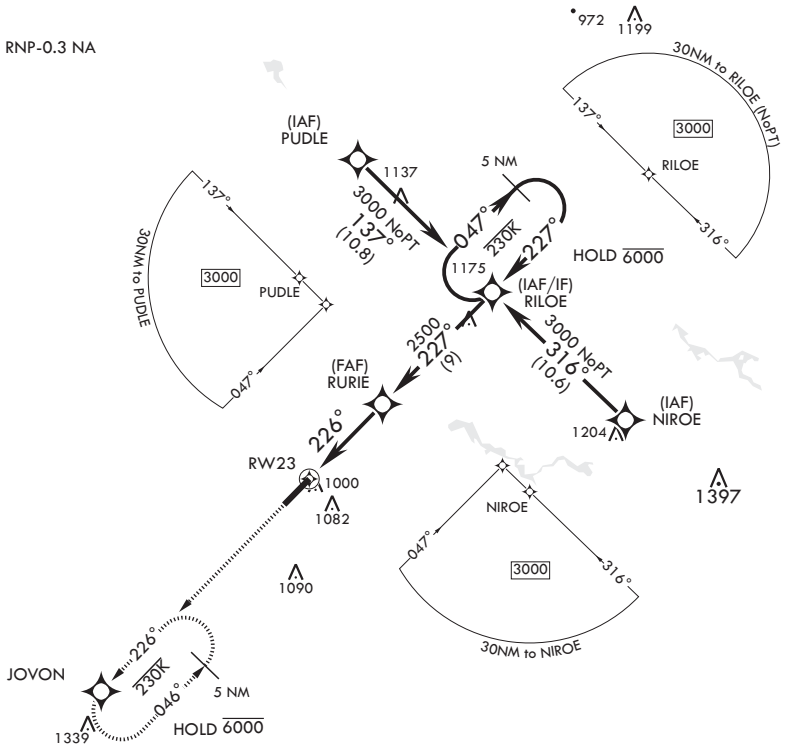 RNP-0.3 NA
972
1199
30NM to RILOE (NoPT)
137°
3000
RILOE
316°
(IAF)
PUDLE
1137
3000 NoPT
137°
(10.8)
5 NM
047°
230K
227°
HOLD 6000
1175
(IAF/IF)
RILOE
137°
30NM to PUDLE
3000
PUDLE
047°
2500
227°
(9)
3000 NoPT
316°
(10.6)
(FAF)
RURIE
(IAF)
NIROE
1204
226°
RW23
1000
1082
1397
NIROE
047°
3000
316°
30NM to NIROE
1090
226°
230K
046°
5 NM
JOVON
1339
HOLD 6000